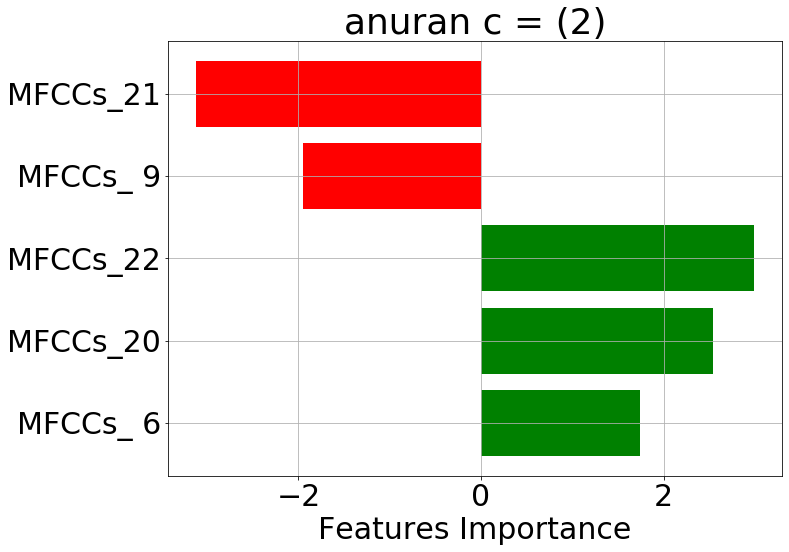 anuran c = (2)
MFCCs_21
MFCCs_ 9
MFCCs_22
MFCCs_20
MFCCs_ 6
−2 0 2
Features Importance